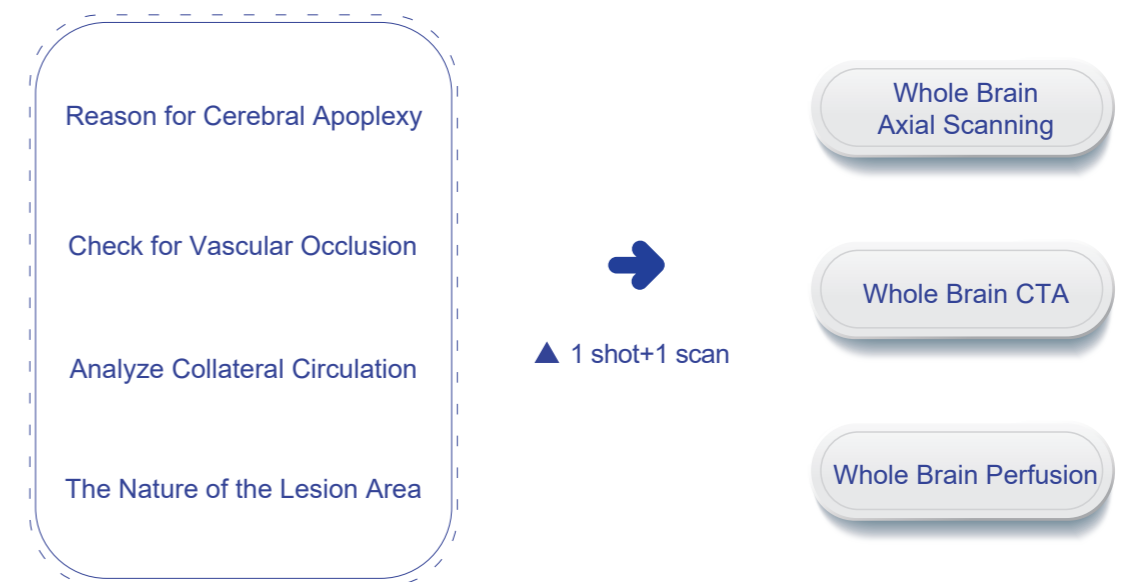 Reason for Cerebral Apoplexy
Check for Vascular Occlusion
Analyze Collateral Circulation
The Nature of the Lesion Area
▲ 1 shot+1 scan
Whole Brain
Axial Scanning
Whole Brain CTA
Whole Brain Perfusion